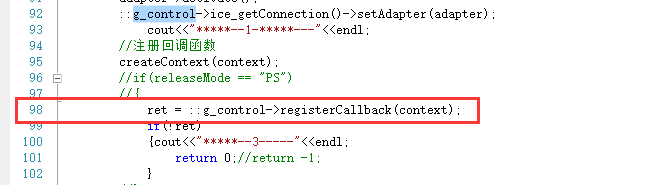 91 adapter->activate();
92 ::g_control->ice_getConnection()->setAdapter(adapter);
93 cout<<"*****--1-*****---"<<endl;
94 //注册回调函数
95 createContext(context);
96 //if(releaseMode == "PS")
97 //{
98 ret = ::g_control->registerCallback(context);
99 if(!ret)
100 {cout<<"*****--3-----"<<endl;
101 return 0;//return -1;
102 }